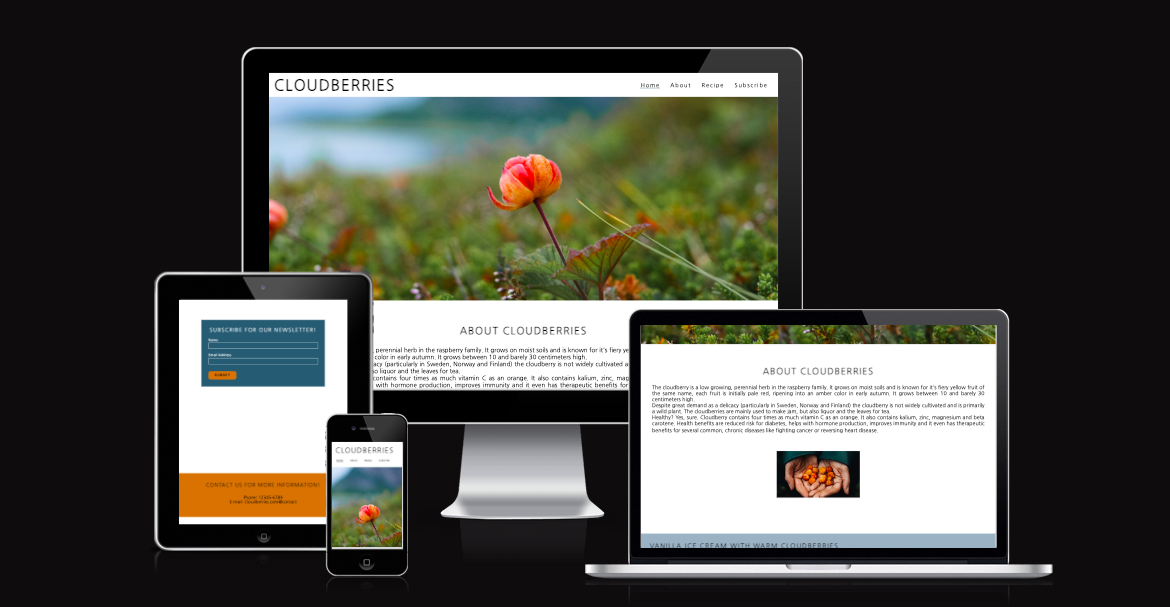 CLOUDBERRIES
Home About Recipe Subscribe
ABOUT CLOUDBERRIES
perennial herb in the raspberry family. It grows on moist soils and is known for it's fiery ye
color in early autumn. It grows between 10 and barely 30 centimeters high.
acy (particularly in Sweden, Norway and Finland) the cloudberry is not widely cultivated a
so liquor and the leaves for tea.
contains four times as much vitamin C as an orange. It also contains kalium, zinc, mag
with hormone production, improves immunity and it even has therapeutic benefits for
SUBSCRIBE FOR OUR NEWSLETTER!
Name:
Email Address:
SUBMIT
CONTACT US FOR MORE INFORMATION!
Phone: 12345-6789
CLOUDBERRIES
Home About Recipe Subscribe
ABOUT CLOUDBERRIES
The cloudberry is a low growing, perennial herb in the raspberry family. It grows on moist soils and is known for it's fiery yellow fruit of
the same name, each fruit is initially pale red, ripening into an amber color in early autumn. It grows between 10 and barely 30
centimeters high.
Despite great demand as a delicacy (particularly in Sweden, Norway and Finland) the cloudberry is not widely cultivated and is primarily
a wild plant. The cloudberries are mainly used to make jam, but also liquor and the leaves for tea.
Healthy? Yes, sure. Cloudberry contains four times as much vitamin C as an orange. It also contains kalium, zinc, magnesium and beta
carotene. Health benefits are reduced risk for diabetes, helps with hormone production, improves immunity and it even has therapeutic
benefits for several common, chronic diseases like fighting cancer or reversing heart disease.
VANILLA ICE CREAM WITH WARM CLOUDBERRIES